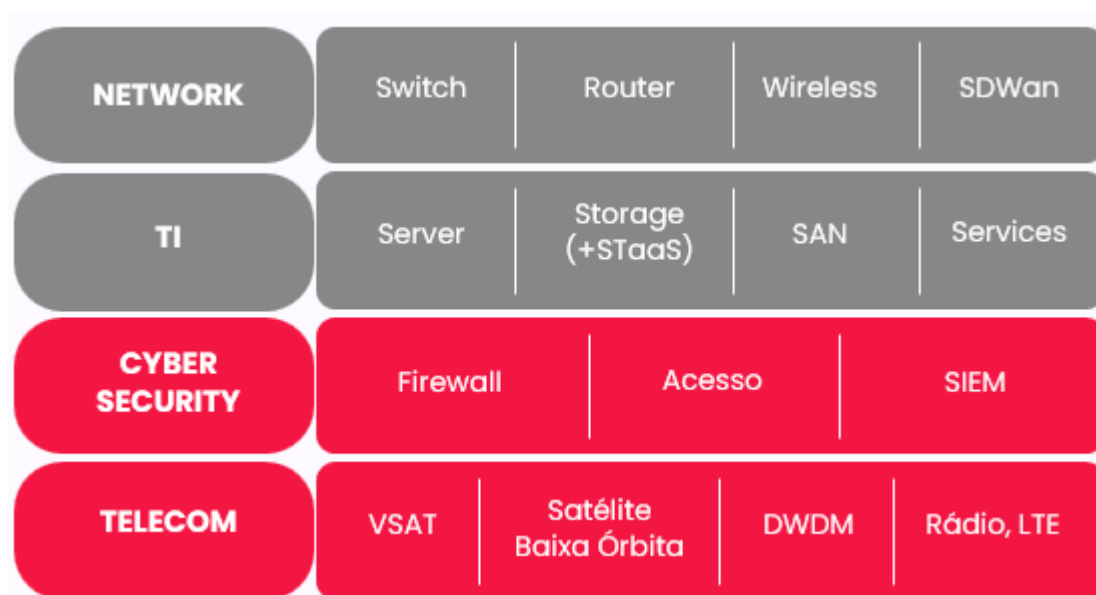 NETWORK
Switch
Router
Wireless
SDWan
TI
Server
Storage
(+STaaS)
SAN
Services
CYBER
SECURITY
Firewall
Acesso
SIEM
TELECOM
VSAT
Satélite
Baixa Órbita
DWDM
Rádio, LTE